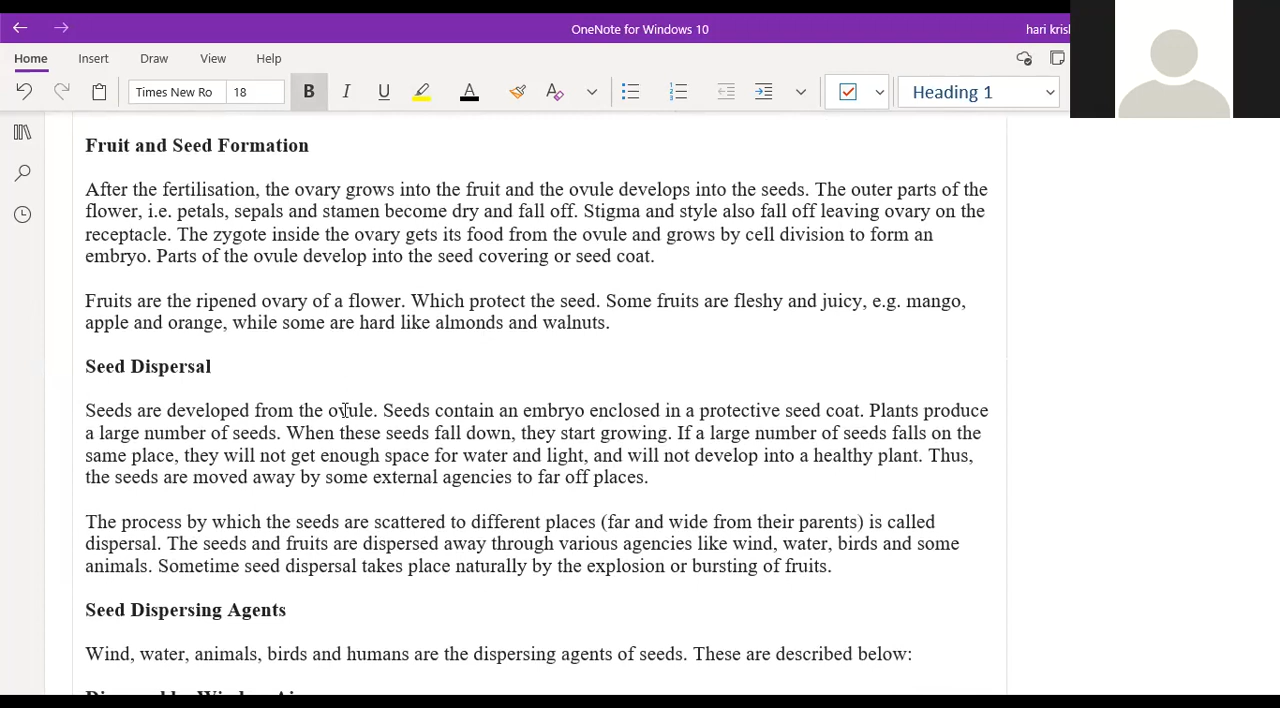 OneNote for Windows 10
hari krish
Home
Insert
Draw
View
Help
Times New Ro
18
B
I
U
A
A
Heading 1
Fruit and Seed Formation
After the fertilisation, the ovary grows into the fruit and the ovule develops into the seeds. The outer parts of the
flower, i.e. petals, sepals and stamen become dry and fall off. Stigma and style also fall off leaving ovary on the
receptacle. The zygote inside the ovary gets its food from the ovule and grows by cell division to form an
embryo. Parts of the ovule develop into the seed covering or seed coat.
Fruits are the ripened ovary of a flower. Which protect the seed. Some fruits are fleshy and juicy, e.g. mango,
apple and orange, while some are hard like almonds and walnuts.
Seed Dispersal
Seeds are developed from the ovule. Seeds contain an embryo enclosed in a protective seed coat. Plants produce
a large number of seeds. When these seeds fall down, they start growing. If a large number of seeds falls on the
same place, they will not get enough space for water and light, and will not develop into a healthy plant. Thus,
the seeds are moved away by some external agencies to far off places.
The process by which the seeds are scattered to different places (far and wide from their parents) is called
dispersal. The seeds and fruits are dispersed away through various agencies like wind, water, birds and some
animals. Sometime seed dispersal takes place naturally by the explosion or bursting of fruits.
Seed Dispersing Agents
Wind, water, animals, birds and humans are the dispersing agents of seeds. These are described below: